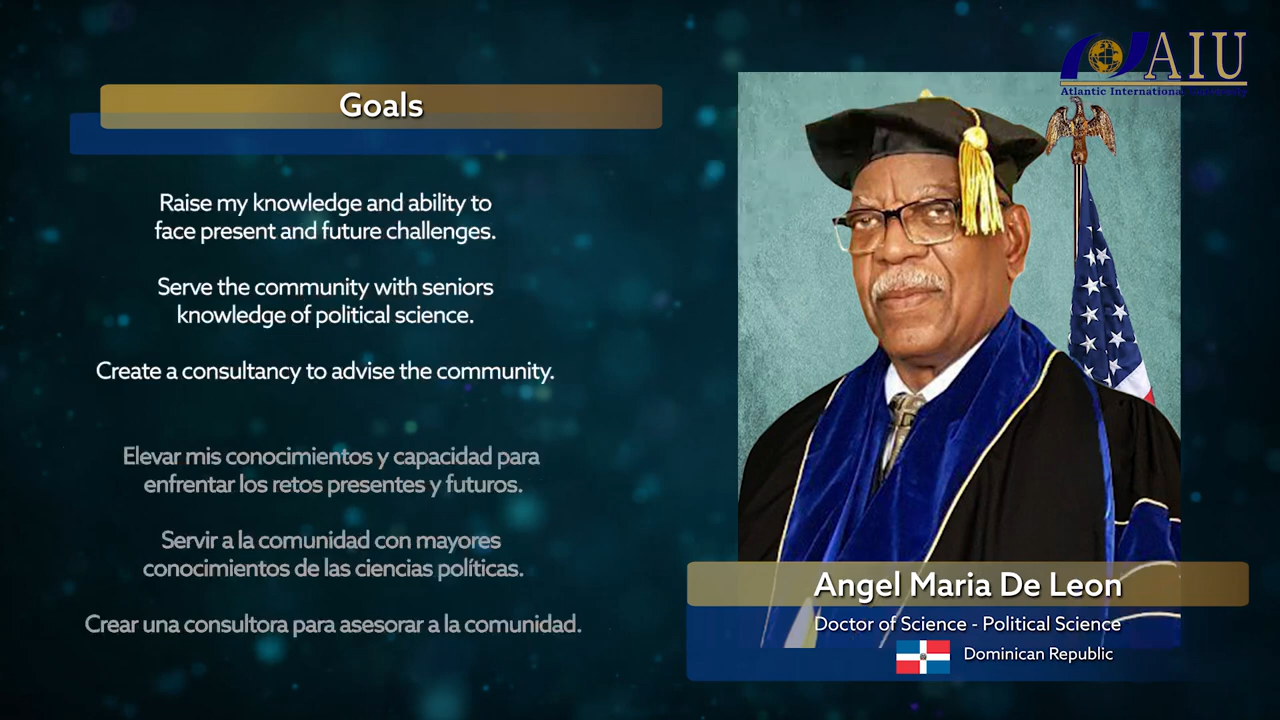 AIU
Atlantic International University
Goals
Raise my knowledge and ability to
face present and future challenges.
Serve the community with seniors
knowledge of political science.
Create a consultancy to advise the community.
Elevar mis conocimientos y capacidad para
enfrentar los retos presentes y futuros.
Servir a la comunidad con mayores
conocimientos de las ciencias políticas.
Crear una consultora para asesorar a la comunidad.
Angel Maria De Leon
Doctor of Science - Political Science
Dominican Republic